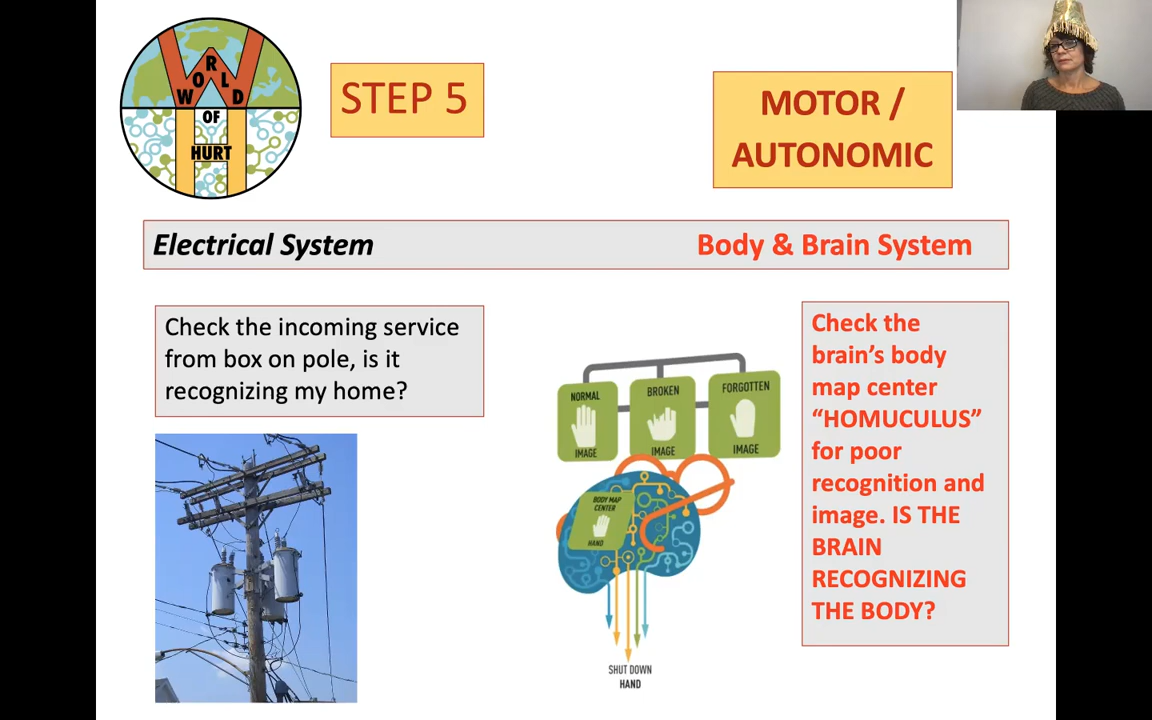 WORLD
OF
HURT
STEP 5
MOTOR /
AUTONOMIC
Electrical System
Body & Brain System
Check the incoming service
from box on pole, is it
recognizing my home?
NORMAL
IMAGE
BROKEN
IMAGE
FORGOTTEN
IMAGE
BODY MAP
CENTER
HAND
SHUT DOWN
HAND
Check the
brain’s body
map center
“HOMUCULUS”
for poor
recognition and
image. IS THE
BRAIN
RECOGNIZING
THE BODY?